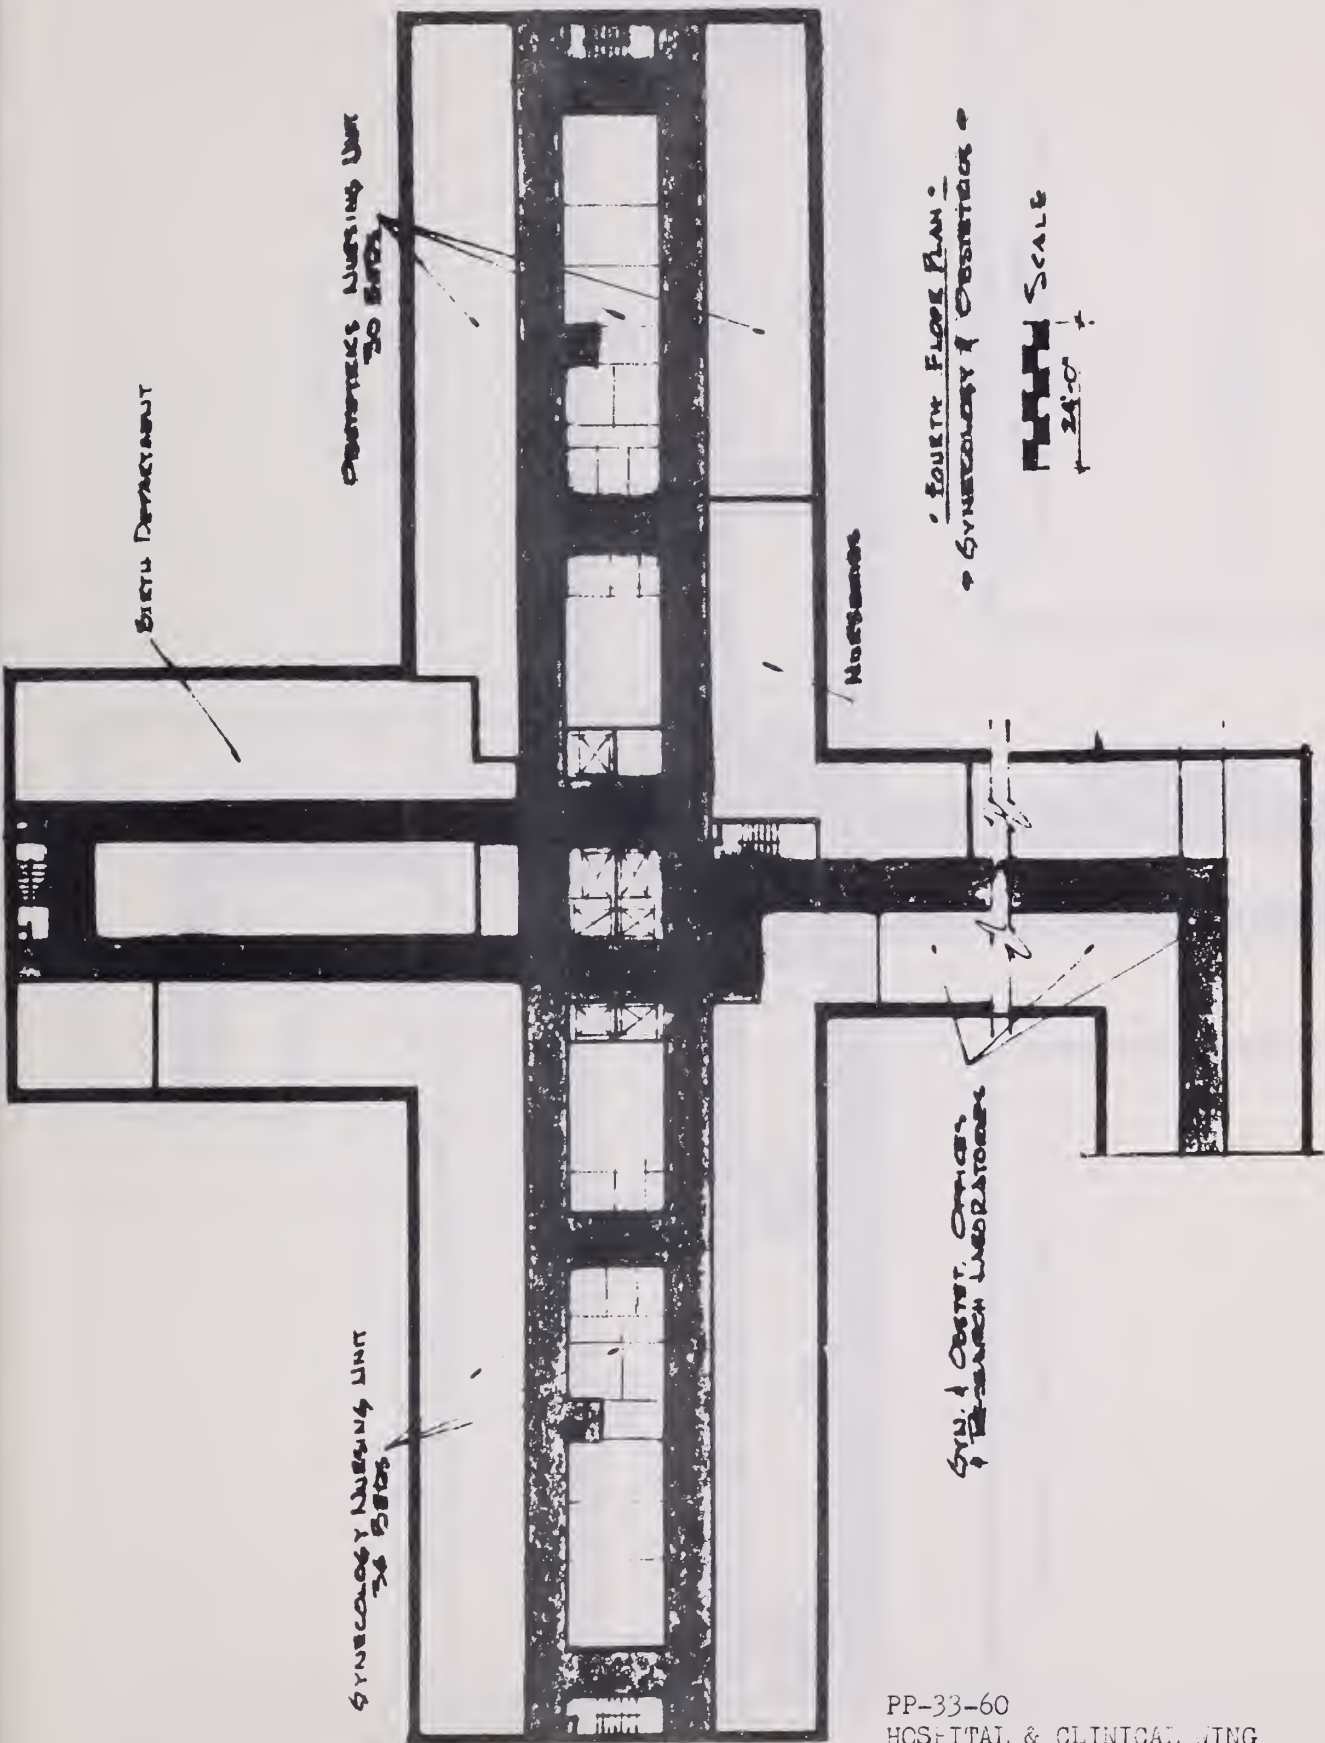 BIRTH DEPARTMENT
OBSTETRICS NURSING UNIT
30 BEDS
• FOURTH FLOOR PLAN •
• GYNECOLOGY & OBSTETRICS •
SCALE
24'-0"
NURSERIES
GYNECOLOGY NURSING UNIT
36 BEDS
GYN. & OBSTET. OFFICES
& RESEARCH LABORATORIES
PP-33-60
HOSPITAL & CLINICAL WING